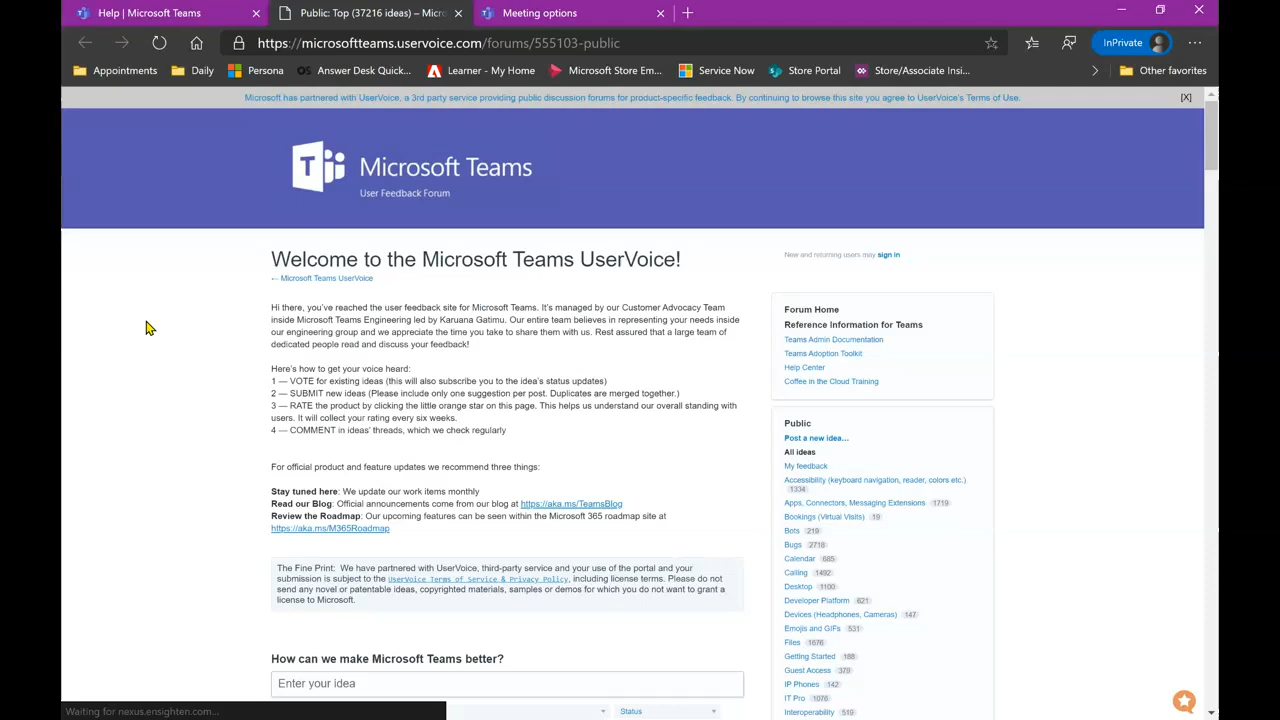 Help | Microsoft Teams
Public: Top (37216 ideas) – Micro
Meeting options
https://microsoftteams.uservoice.com/forums/555103-public
InPrivate
Appointments
Daily
Persona
Answer Desk Quick...
Learner - My Home
Microsoft Store Em...
Service Now
Store Portal
Store/Associate Insi...
Other favorites
Microsoft has partnered with UserVoice, a 3rd party service providing public discussion forums for product-specific feedback. By continuing to browse this site you agree to UserVoice's Terms of Use.
[X]
Microsoft Teams
User Feedback Forum
Welcome to the Microsoft Teams UserVoice!
← Microsoft Teams UserVoice
Hi there, you've reached the user feedback site for Microsoft Teams. It's managed by our Customer Advocacy Team
inside Microsoft Teams Engineering led by Karuana Gatimu. Our entire team believes in representing your needs inside
our engineering group and we appreciate the time you take to share them with us. Rest assured that a large team of
dedicated people read and discuss your feedback!
Here's how to get your voice heard:
1 — VOTE for existing ideas (this will also subscribe you to the idea's status updates)
2 — SUBMIT new ideas (Please include only one suggestion per post. Duplicates are merged together.)
3 — RATE the product by clicking the little orange star on this page. This helps us understand our overall standing with
users. It will collect your rating every six weeks.
4 — COMMENT in ideas' threads, which we check regularly
For official product and feature updates we recommend three things:
Stay tuned here: We update our work items monthly
Read our Blog: Official announcements come from our blog at https://aka.ms/TeamsBlog
Review the Roadmap: Our upcoming features can be seen within the Microsoft 365 roadmap site at
https://aka.ms/M365Roadmap
The Fine Print: We have partnered with UserVoice, third-party service and your use of the portal and your
submission is subject to the UserVoice Terms of Service & Privacy Policy, including license terms. Please do not
send any novel or patentable ideas, copyrighted materials, samples or demos for which you do not want to grant a
license to Microsoft.
How can we make Microsoft Teams better?
Enter your idea
Status
Waiting for nexus.ensighten.com...
New and returning users may sign in
Forum Home
Reference Information for Teams
Teams Admin Documentation
Teams Adoption Toolkit
Help Center
Coffee in the Cloud Training
Public
Post a new idea…
All ideas
My feedback
Accessibility (keyboard navigation, reader, colors etc.)
1334
Apps, Connectors, Messaging Extensions 1719
Bookings (Virtual Visits) 19
Bots 219
Bugs 2718
Calendar 685
Calling 1492
Desktop 1100
Developer Platform 621
Devices (Headphones, Cameras) 147
Emojis and GIFs 531
Files 1676
Getting Started 188
Guest Access 379
IP Phones 142
IT Pro 1076
Interoperability 519